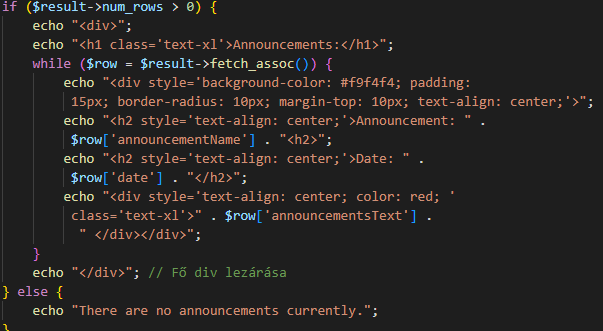 if ($result->num_rows > 0) {
echo "<div>";
echo "<h1 class='text-xl'>Announcements:</h1>";
while ($row = $result->fetch_assoc()) {
echo "<div style='background-color: #f9f4f4; padding:
15px; border-radius: 10px; margin-top: 10px; text-align: center;'>";
echo "<h2 style='text-align: center;'>Announcement: " .
$row['announcementName'] . "<h2>";
echo "<h2 style='text-align: center;'>Date: " .
$row['date'] . "</h2>";
echo "<div style='text-align: center; color: red; '
class='text-xl'>" . $row['announcementsText'] .
" </div></div>";
}
echo "</div>"; // Fő div lezárása
} else {
echo "There are no announcements currently.";
}